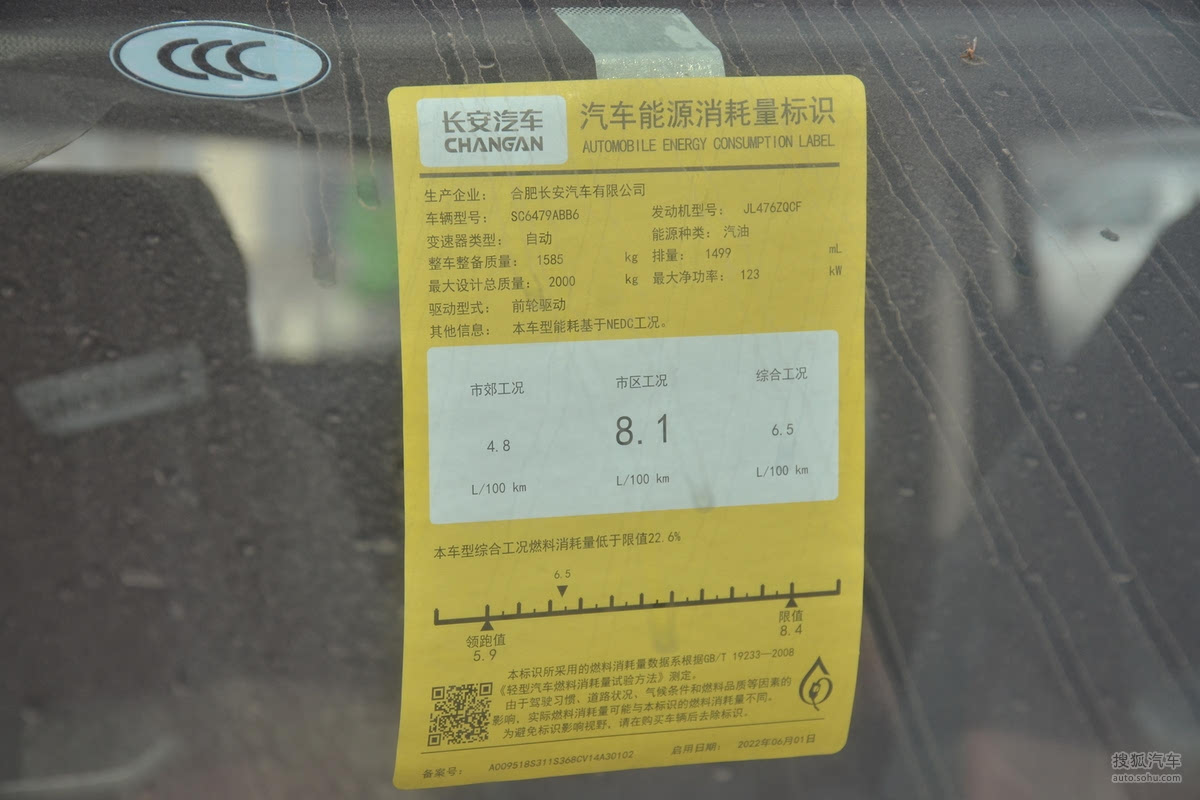 CCC
长安汽车
CHANGAN
汽车能源消耗量标识
AUTOMOBILE ENERGY CONSUMPTION LABEL
生产企业： 合肥长安汽车有限公司
车辆型号： SC6479ABB6 发动机型号： JL476ZQCF
变速器类型： 自动 能源种类： 汽油
整车整备质量： 1585 kg 排量： 1499 mL
最大设计总质量： 2000 kg 最大净功率： 123 kW
驱动型式： 前轮驱动
其他信息： 本车型能耗基于NEDC工况。
市郊工况 市区工况 综合工况
4.8 8.1 6.5
L/100 km L/100 km L/100 km
本车型综合工况燃料消耗量低于限值22.6%
6.5
领跑值 限值
5.9 8.4
本标识所采用的燃料消耗量数据系根据GB/T 19233—2008
《轻型汽车燃料消耗量试验方法》测定。
由于驾驶习惯，道路状况、气候条件和燃料品质等因素的
影响，实际燃料消耗量可能与本标识的燃料消耗量不同。
为避免标识影响视野，请在购买车辆后去除标识。
备案号： A009518S311S368CV14A30102 启用日期： 2022年06月01日
搜狐汽车
auto.sohu.com